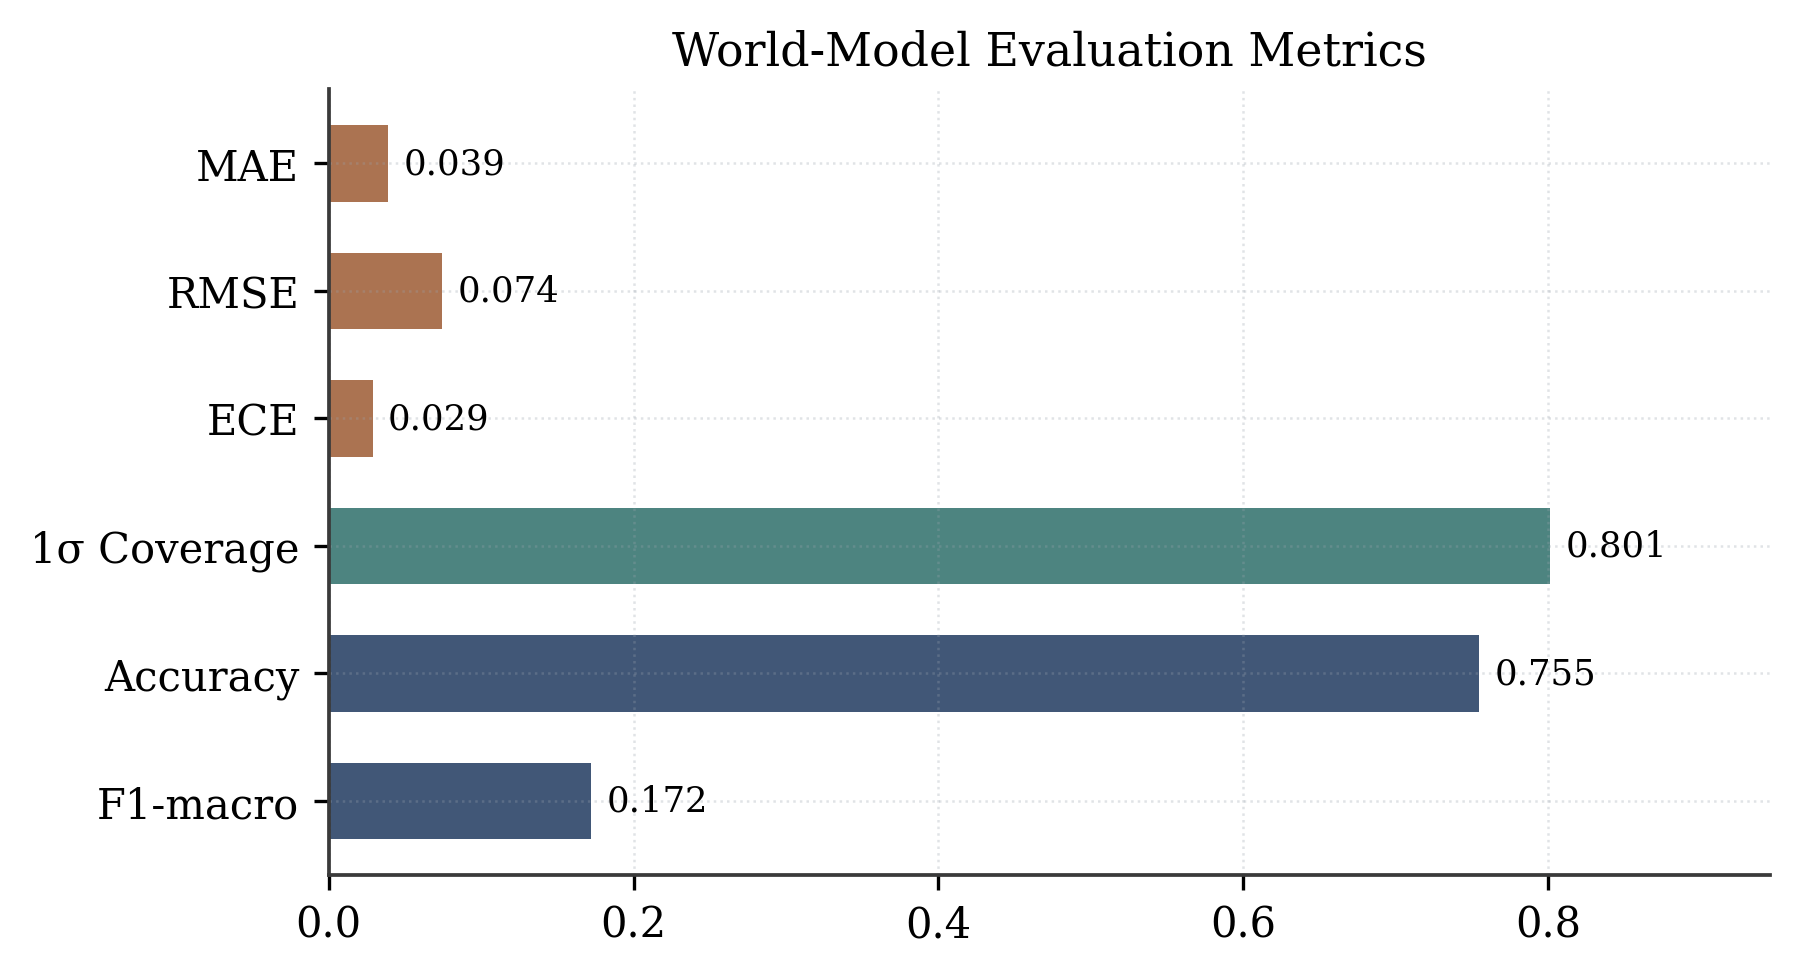 World-Model Evaluation Metrics
MAE 0.039
RMSE 0.074
ECE 0.029
1σ Coverage 0.801
Accuracy 0.755
F1-macro 0.172
0.0 0.2 0.4 0.6 0.8